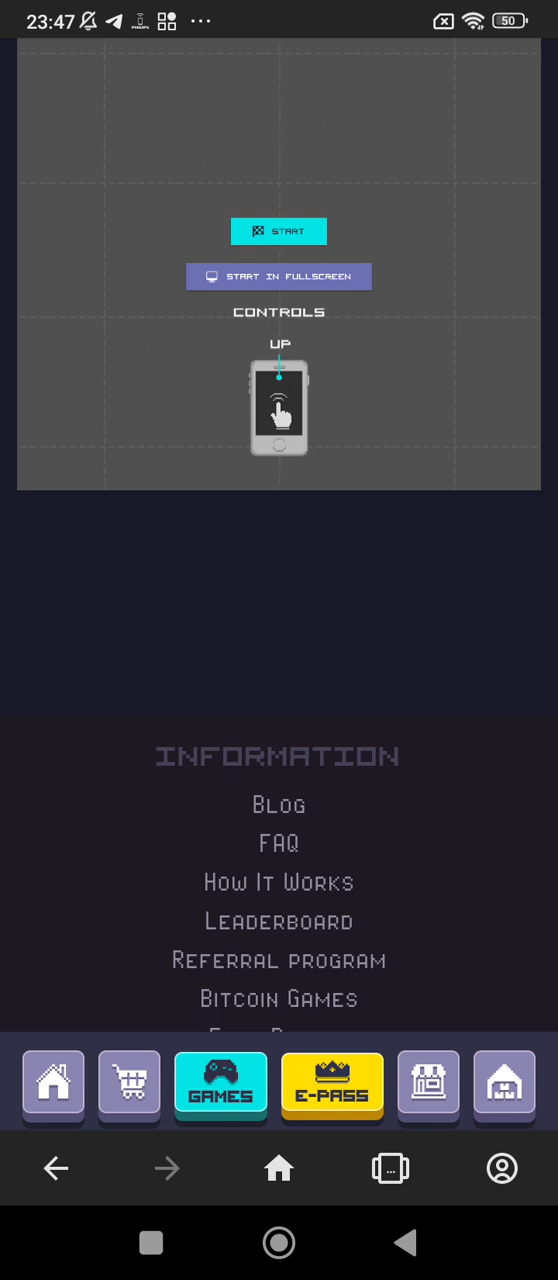 23:47
PHILIPS
50
START
START IN FULLSCREEN
CONTROLS
UP
INFORMATION
BLOG
FAQ
HOW IT WORKS
LEADERBOARD
REFERRAL PROGRAM
BITCOIN GAMES
GAMES
E-PASS